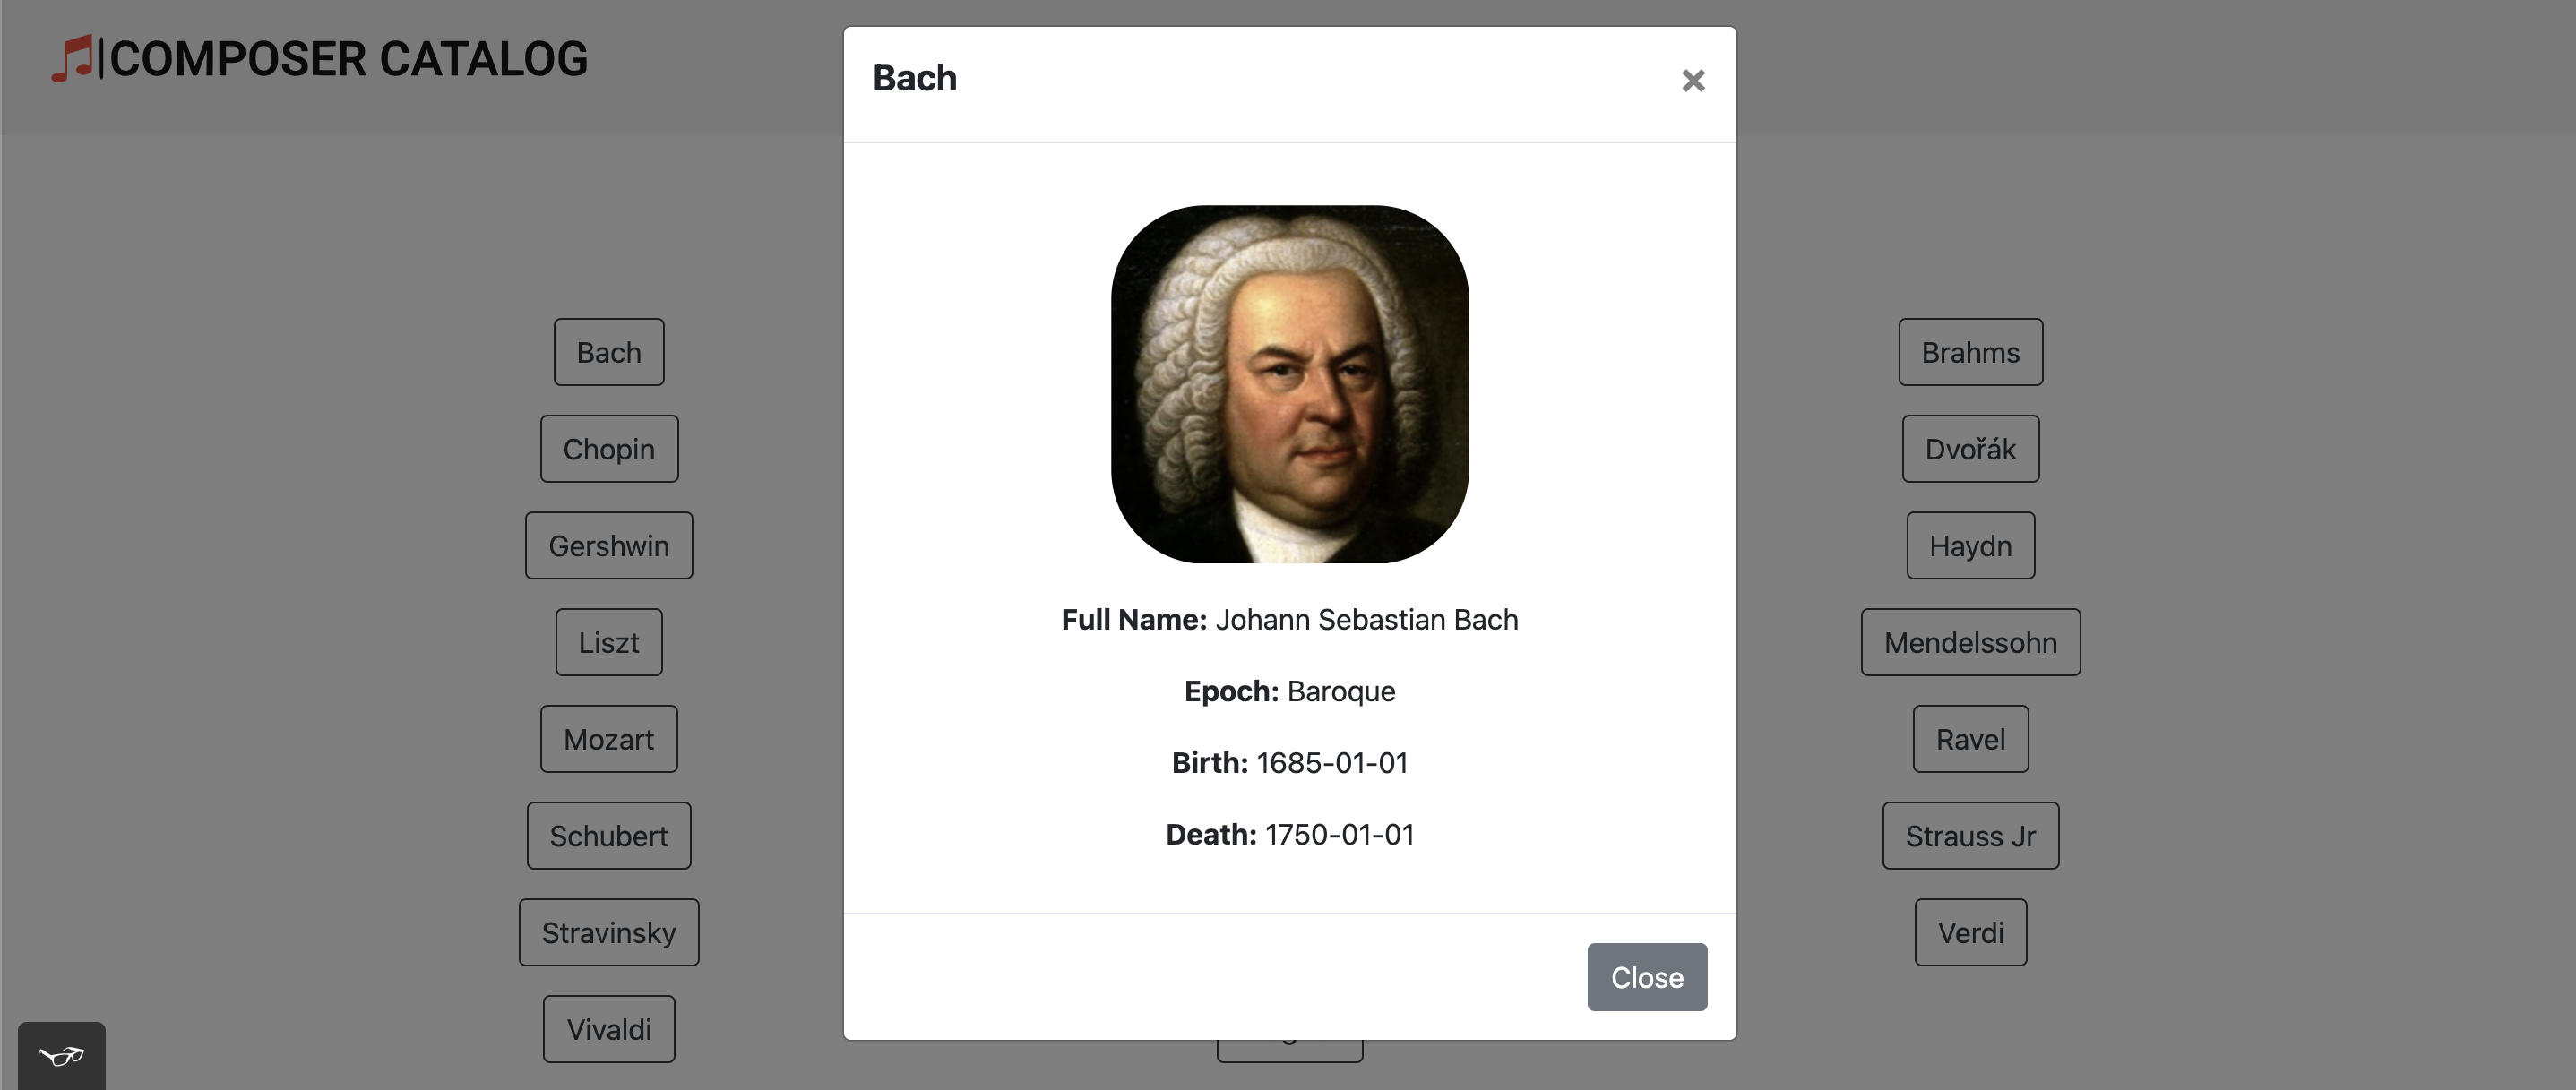 COMPOSER CATALOG
Bach
×
Full Name: Johann Sebastian Bach
Epoch: Baroque
Birth: 1685-01-01
Death: 1750-01-01
Close
Bach
Brahms
Chopin
Dvořák
Gershwin
Haydn
Liszt
Mendelssohn
Mozart
Ravel
Schubert
Strauss Jr
Stravinsky
Verdi
Vivaldi